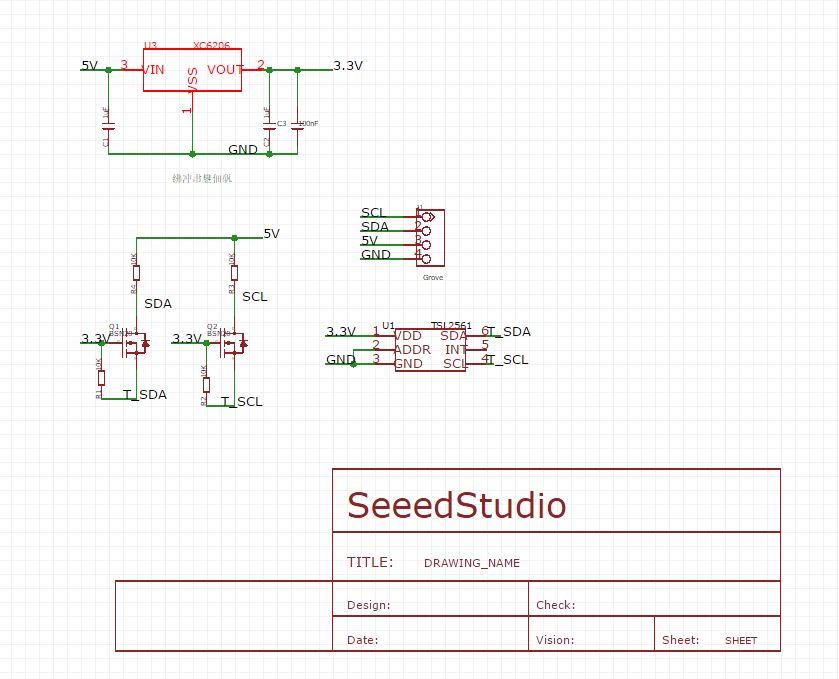 U3 XC6206
5V 3 VIN VOUT 2 3.3V
VSS
1
1uF 1uF
C1 C2 C3 100nF
GND
5V
10K 10K
R4 R3
SDA SCL
Q1 Q2
3.3V 3.3V
10K 10K
R1 R2
T_SDA T_SCL
J1
SCL 1
SDA 2
5V 3
GND 4
Grove
U1 TSL2561
3.3V 1 VDD SDA 6 T_SDA
2 ADDR INT 5
GND 3 GND SCL 4 T_SCL
SeeedStudio
TITLE: DRAWING_NAME
Design: Check:
Date: Vision: Sheet: SHEET